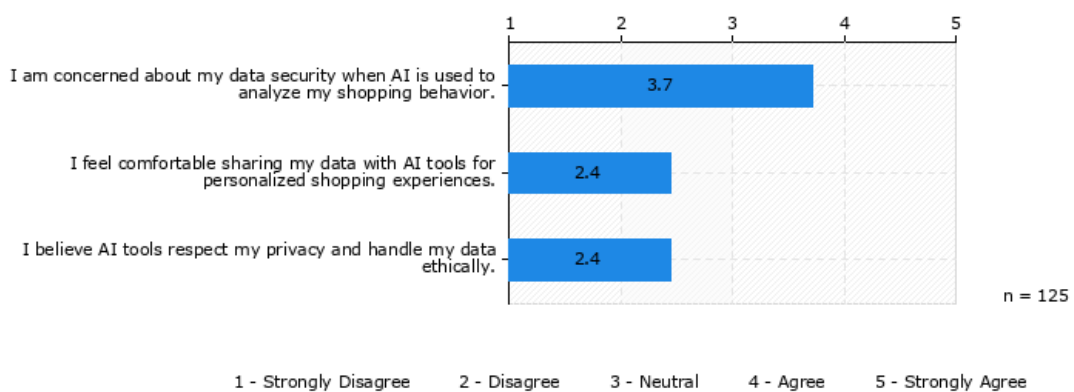 1 2 3 4 5
I am concerned about my data security when AI is used to
analyze my shopping behavior.
3.7
I feel comfortable sharing my data with AI tools for
personalized shopping experiences.
2.4
I believe AI tools respect my privacy and handle my data
ethically.
2.4
n = 125
1 - Strongly Disagree 2 - Disagree 3 - Neutral 4 - Agree 5 - Strongly Agree